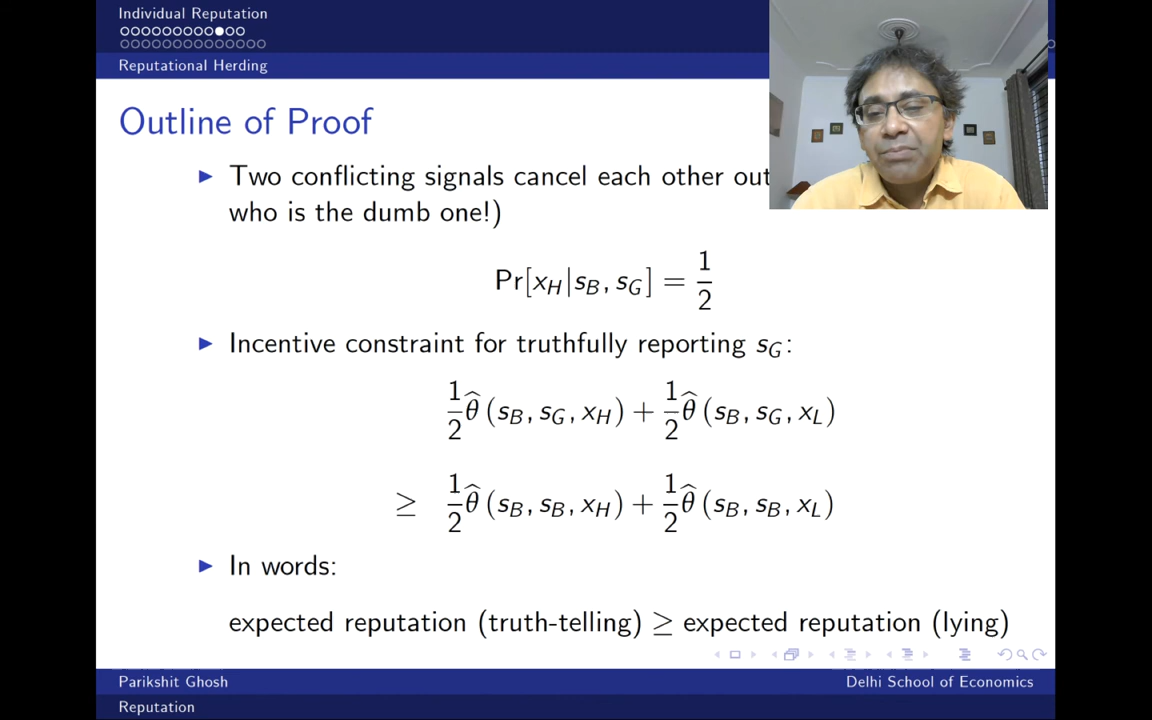 Individual Reputation
Reputational Herding
Outline of Proof
Two conflicting signals cancel each other out
who is the dumb one!)
Pr[x_H|s_B, s_G] = 1/2
Incentive constraint for truthfully reporting s_G:
1/2 θ̂ (s_B, s_G, x_H) + 1/2 θ̂ (s_B, s_G, x_L)
≥ 1/2 θ̂ (s_B, s_B, x_H) + 1/2 θ̂ (s_B, s_B, x_L)
In words:
expected reputation (truth-telling) ≥ expected reputation (lying)
Parikshit Ghosh
Delhi School of Economics
Reputation